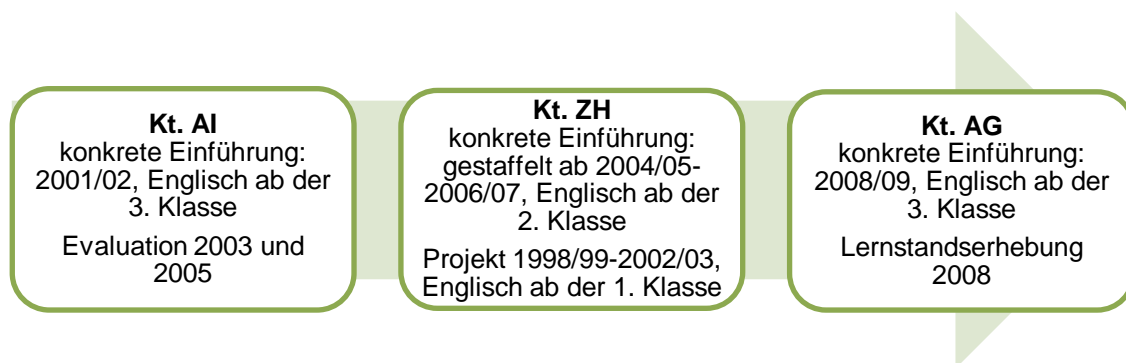 Kt. AI
konkrete Einführung:
2001/02, Englisch ab der
3. Klasse
Evaluation 2003 und
2005
Kt. ZH
konkrete Einführung:
gestaffelt ab 2004/05-
2006/07, Englisch ab der
2. Klasse
Projekt 1998/99-2002/03,
Englisch ab der 1. Klasse
Kt. AG
konkrete Einführung:
2008/09, Englisch ab der
3. Klasse
Lernstandserhebung
2008